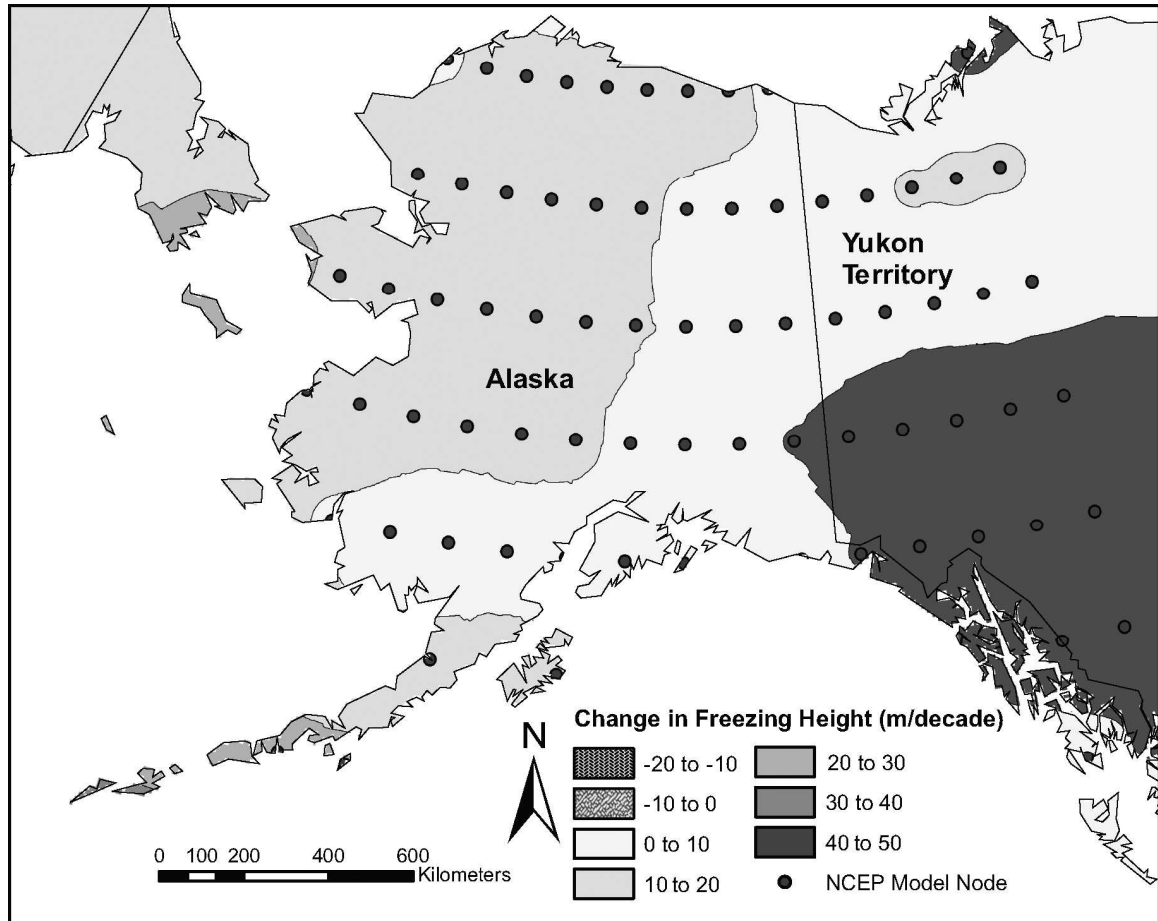 Yukon
Territory
Alaska
Change in Freezing Height (m/decade)
N
-20 to -10
20 to 30
-10 to 0
30 to 40
0 to 10
40 to 50
10 to 20
NCEP Model Node
0 100 200 400 600
Kilometers